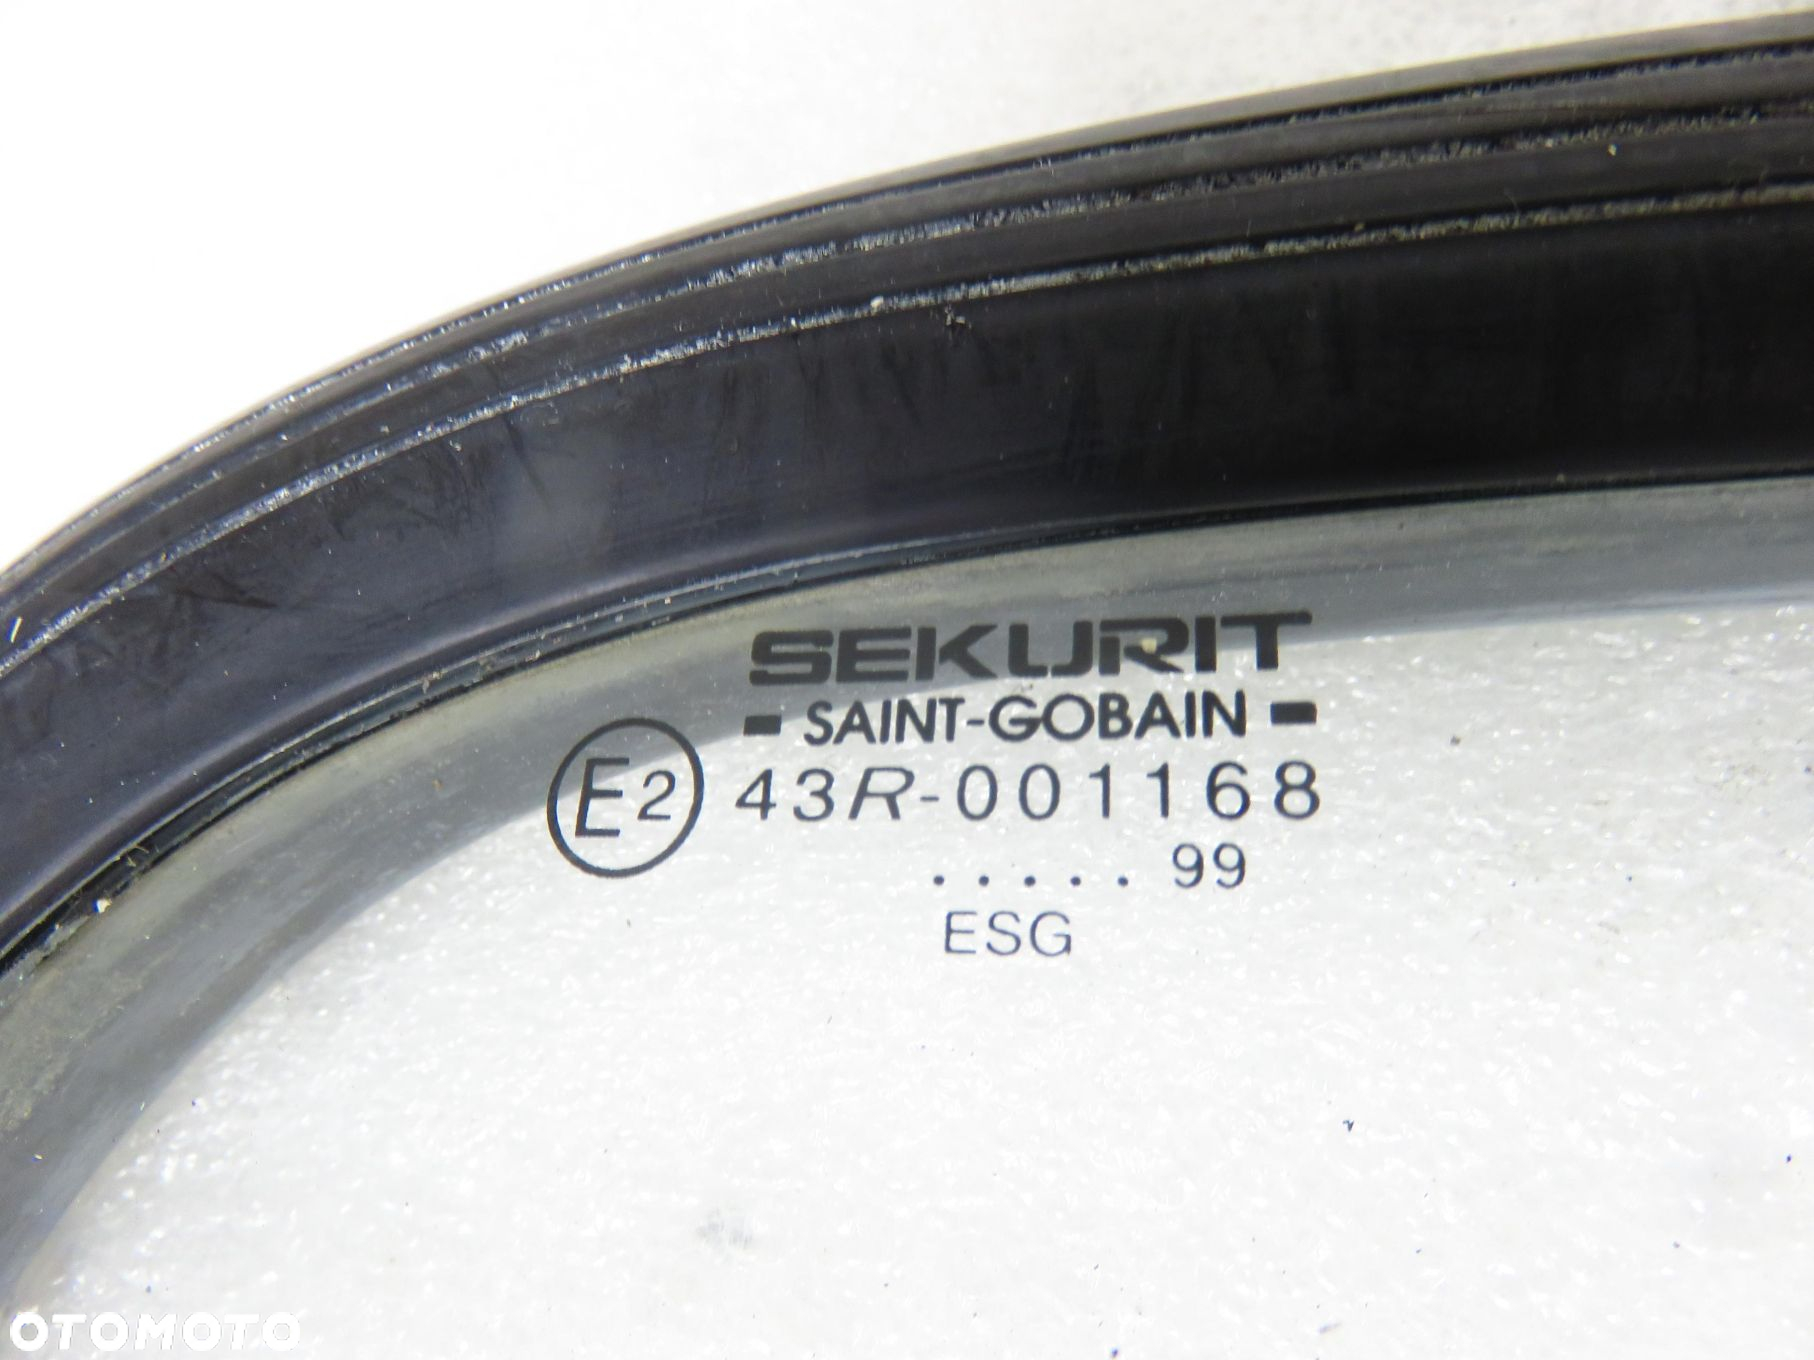 SEKURIT
- SAINT-GOBAIN -
E2 43R-001168
. . . . . 99
ESG
OTOMOTO